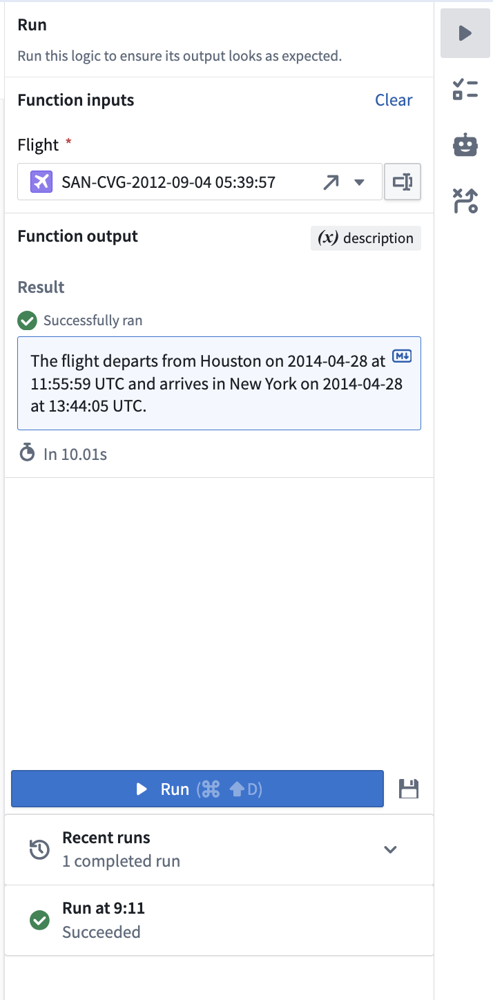 Run
Run this logic to ensure its output looks as expected.
Function inputs
Clear
Flight *
SAN-CVG-2012-09-04 05:39:57
Function output
(x) description
Result
Successfully ran
The flight departs from Houston on 2014-04-28 at
M↓
11:55:59 UTC and arrives in New York on 2014-04-28
at 13:44:05 UTC.
In 10.01s
Run (⌘ ⬆D)
Recent runs
1 completed run
Run at 9:11
Succeeded